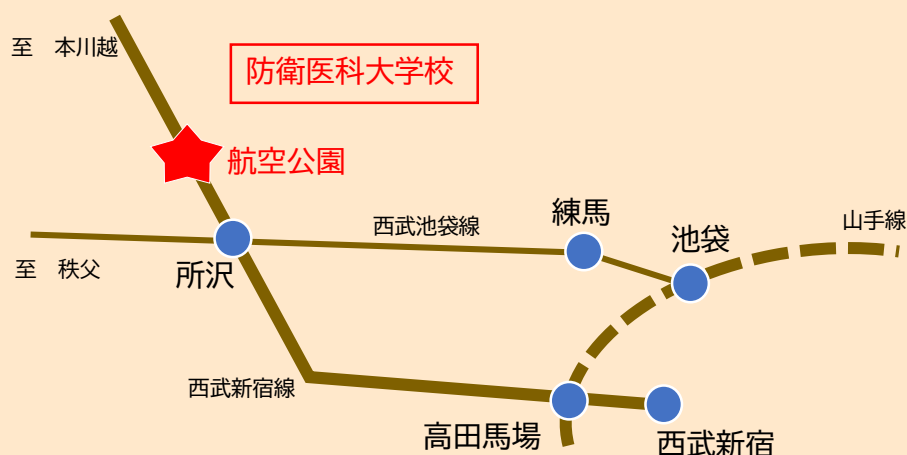 至　本川越
防衛医科大学校
航空公園
西武池袋線
練馬
山手線
池袋
至　秩父
所沢
西武新宿線
高田馬場
西武新宿